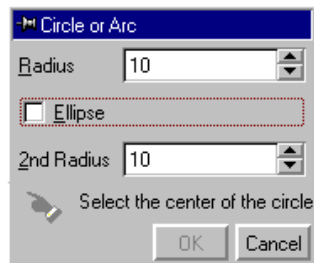 Circle or Arc
Radius 10
Ellipse
2nd Radius 10
Select the center of the circle
OK Cancel